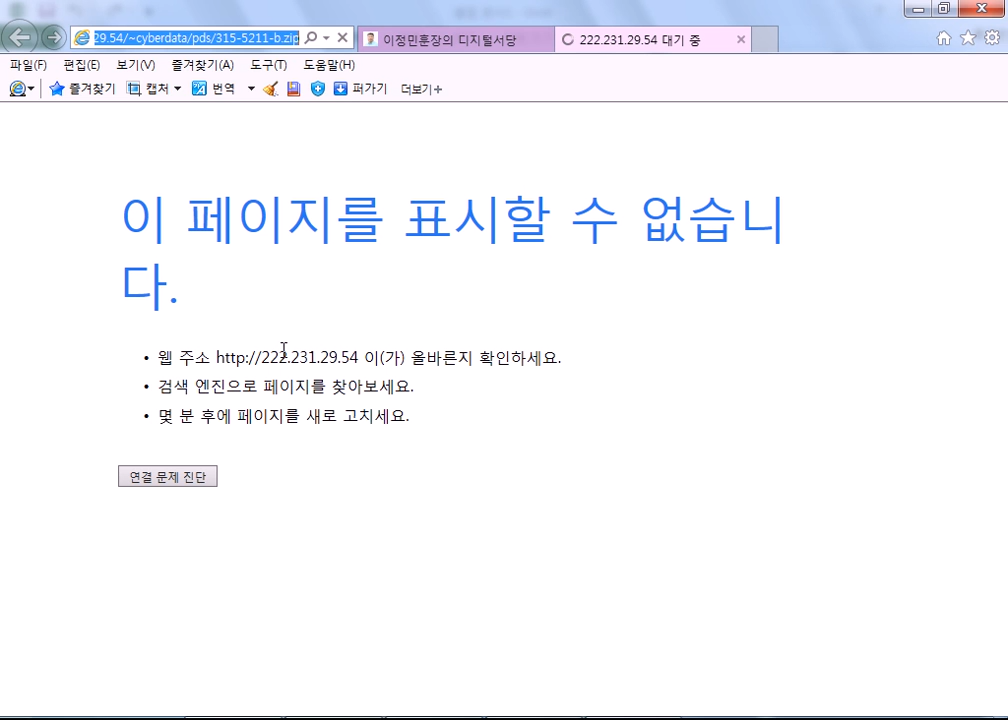 29.54/~cyberdata/pds/315-5211-b.zip
이정민훈장의 디지털서당
222.231.29.54 대기 중
파일(F) 편집(E) 보기(V) 즐겨찾기(A) 도구(T) 도움말(H)
즐겨찾기 캡처 번역 퍼가기 더보기+
이 페이지를 표시할 수 없습니
다.
• 웹 주소 http://222.231.29.54 이(가) 올바른지 확인하세요.
• 검색 엔진으로 페이지를 찾아보세요.
• 몇 분 후에 페이지를 새로 고치세요.
연결 문제 진단